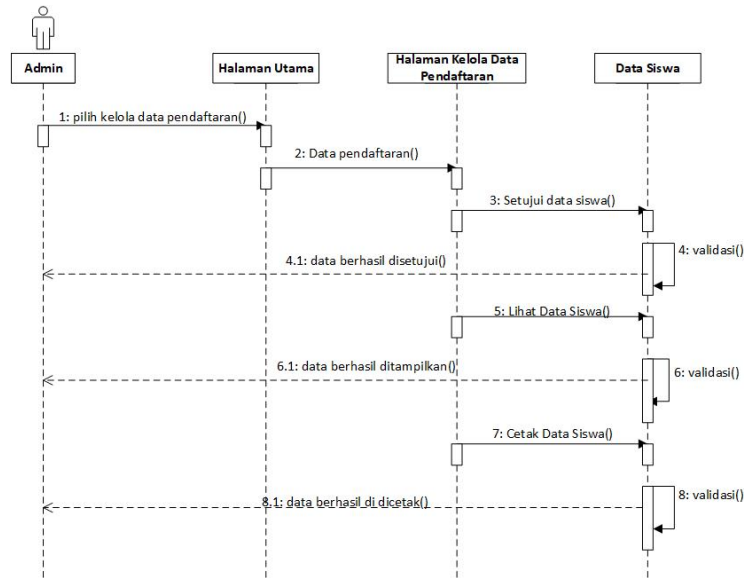 Admin
Halaman Utama
Halaman Kelola Data
Pendaftaran
Data Siswa
1: pilih kelola data pendaftaran()
2: Data pendaftaran()
3: Setujui data siswa()
4: validasi()
4.1: data berhasil disetujui()
5: Lihat Data Siswa()
6.1: data berhasil ditampilkan()
6: validasi()
7: Cetak Data Siswa()
8: validasi()
8.1: data berhasil di dicetak()